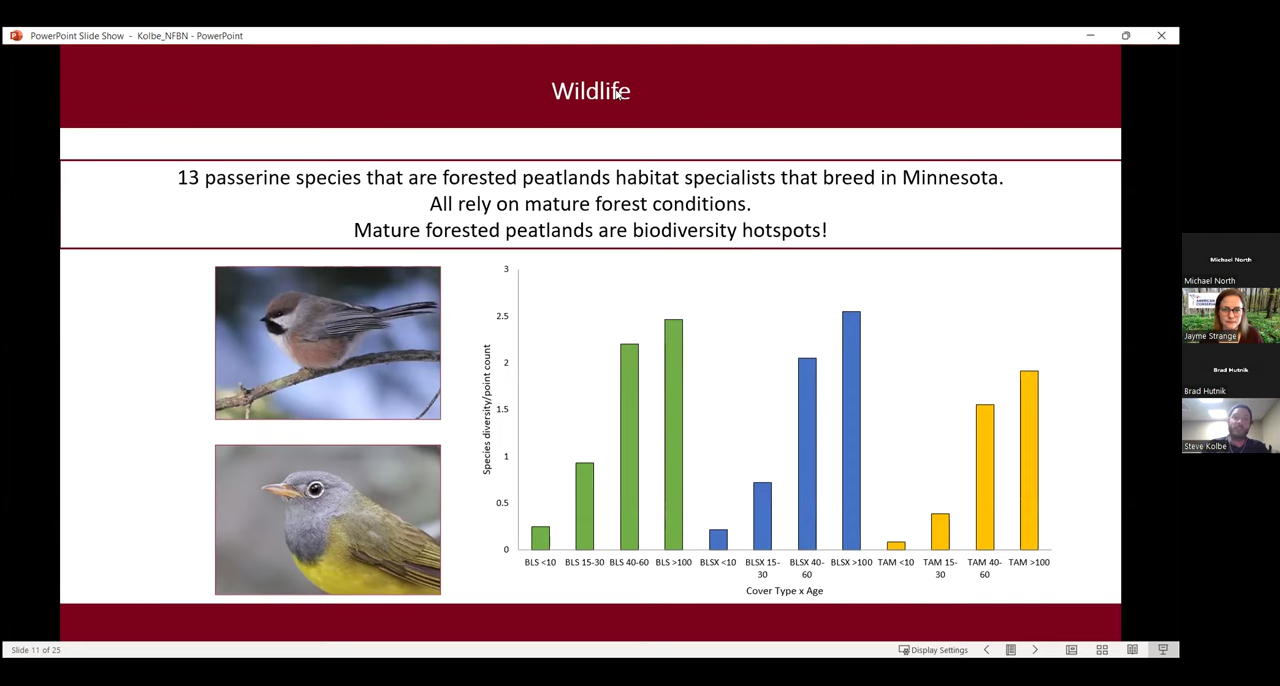 PowerPoint Slide Show - Kolbe_NFBN - PowerPoint
Wildlife
13 passerine species that are forested peatlands habitat specialists that breed in Minnesota.
All rely on mature forest conditions.
Mature forested peatlands are biodiversity hotspots!
3
2.5
2
1.5
1
0.5
0
Species diversity/point count
BLS <10
BLS 15-30
BLS 40-60
BLS >100
BLSX <10
BLSX 15-
30
BLSX 40-
60
BLSX >100
TAM <10
TAM 15-
30
TAM 40-
60
TAM >100
Cover Type x Age
Michael North
Michael North
AMERICAN
Jayme Strange
Brad Hutnik
Brad Hutnik
Steve Kolbe
Slide 11 of 25
Display Settings